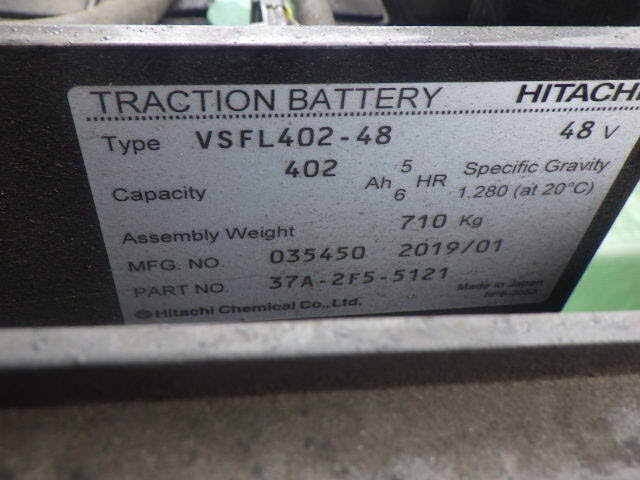 TRACTION BATTERY HITACHI
Type VSFL402-48 48 V
Capacity 402 Ah 5 6 HR Specific Gravity 1.280 (at 20°C)
Assembly Weight 710 Kg
MFG. NO. 035450 2019/01
PART NO. 37A-2F5-5121 Made in Japan
Hitachi Chemical Co., Ltd.